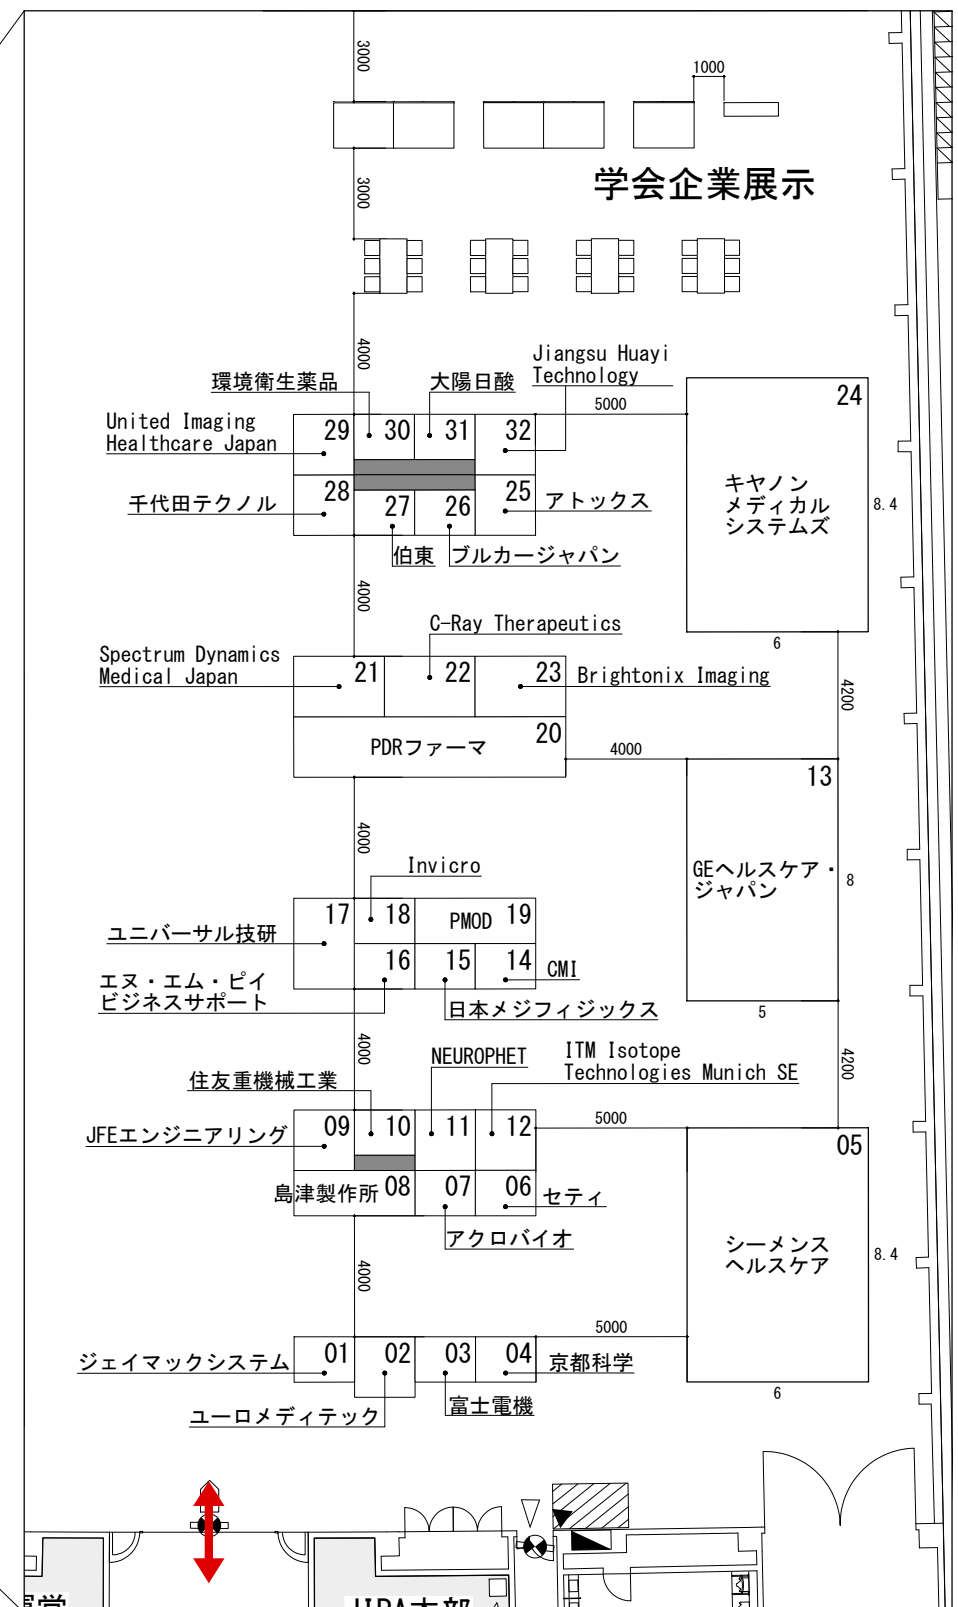 3000
1000
3000
学会企業展示
4000
Jiangsu Huayi
Technology
環境衛生薬品
大陽日酸
5000
24
United Imaging
Healthcare Japan
29
30
31
32
キヤノン
メディカル
システムズ
8.4
千代田テクノル
28
27
26
25
アトックス
伯東
ブルカージャパン
4000
6
C-Ray Therapeutics
Spectrum Dynamics
Medical Japan
21
22
23
Brightonix Imaging
4200
20
PDRファーマ
4000
13
4000
Invicro
GEヘルスケア・
ジャパン
8
17
18
PMOD
19
ユニバーサル技研
16
15
14
CMI
エヌ・エム・ピイ
ビジネスサポート
日本メジフィジックス
5
4000
NEUROPHET
ITM Isotope
Technologies Munich SE
4200
住友重機械工業
5000
09
10
11
12
05
JFEエンジニアリング
島津製作所
08
07
06
セティ
アクロバイオ
シーメンス
ヘルスケア
8.4
4000
5000
01
02
03
04
ジェイマックシステム
京都科学
6
ユーロメディテック
富士電機